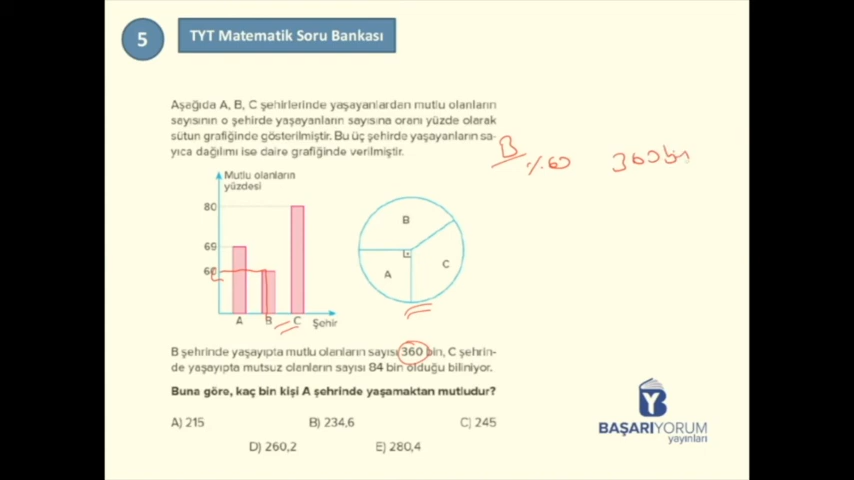 5
TYT Matematik Soru Bankası
Aşağıda A, B, C şehirlerinde yaşayanlardan mutlu olanların
sayısının o şehirde yaşayanların sayısına oranı yüzde olarak
sütun grafiğinde gösterilmiştir. Bu üç şehirde yaşayanların sa-
yıca dağılımı ise daire grafiğinde verilmiştir.
B
%60
360 bin
Mutlu olanların
yüzdesi
80
69
60
A
B
C
Şehir
B
A
C
B şehrinde yaşayıpta mutlu olanların sayısı 360 bin, C şehrin-
de yaşayıpta mutsuz olanların sayısı 84 bin olduğu biliniyor.
Buna göre, kaç bin kişi A şehrinde yaşamaktan mutludur?
A) 215
B) 234,6
C) 245
D) 260,2
E) 280,4
BAŞARIYORUM
yayınları